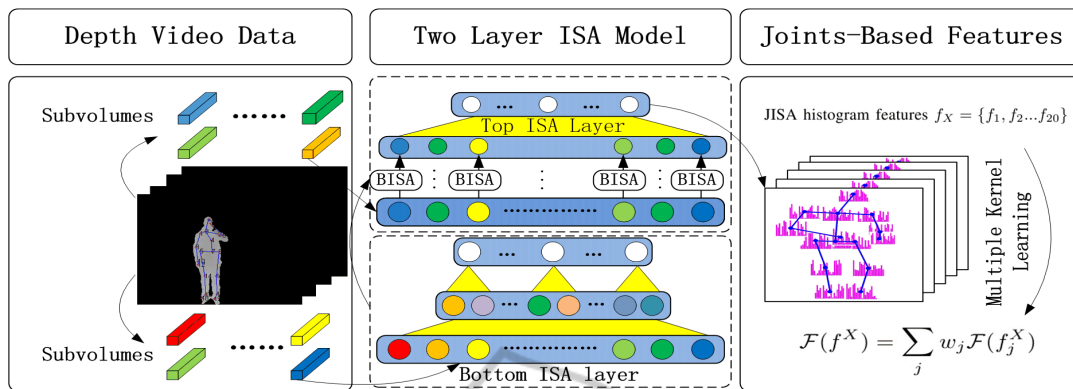 Depth Video Data
Two Layer ISA Model
Joints-Based Features
Subvolumes
Subvolumes
Top ISA Layer
BISA
BISA
BISA
BISA
Bottom ISA layer
JISA histogram features f_X = {f_1, f_2...f_20}
Multiple Kernel
Learning
F(f^X) = ∑_j w_j F(f_j^X)